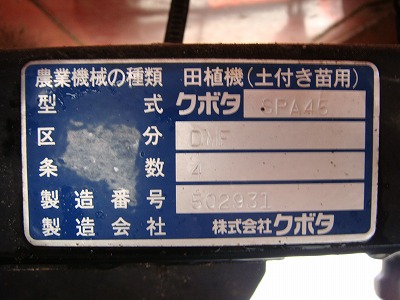 農業機械の種類 田植機(土付き苗用)
型式 クボタ SPA45
区分 DMF
条数 4
製造番号 502931
製造会社 株式会社クボタ